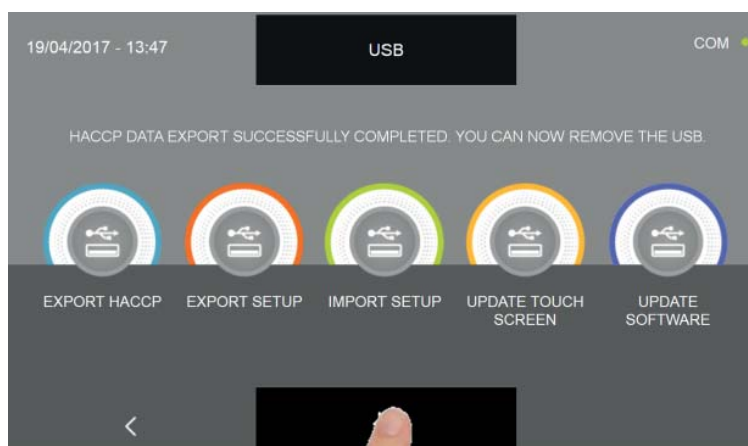 19/04/2017 - 13:47
USB
COM
HACCP DATA EXPORT SUCCESSFULLY COMPLETED. YOU CAN NOW REMOVE THE USB.
EXPORT HACCP
EXPORT SETUP
IMPORT SETUP
UPDATE TOUCH
SCREEN
UPDATE
SOFTWARE